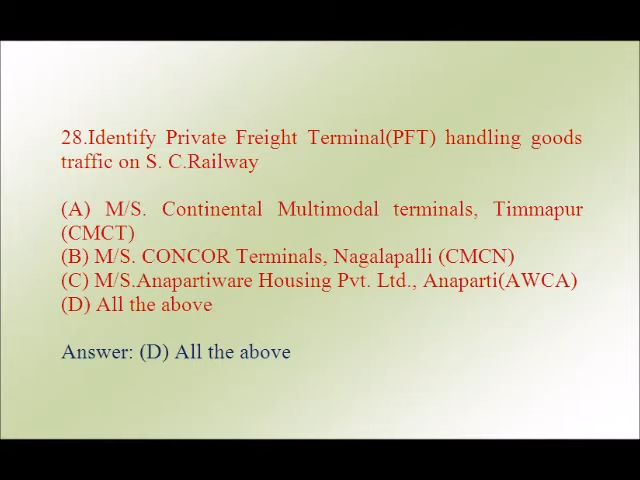 28.Identify Private Freight Terminal(PFT) handling goods
traffic on S. C.Railway
(A) M/S. Continental Multimodal terminals, Timmapur
(CMCT)
(B) M/S. CONCOR Terminals, Nagalapalli (CMCN)
(C) M/S.Anapartiware Housing Pvt. Ltd., Anaparti(AWCA)
(D) All the above
Answer: (D) All the above